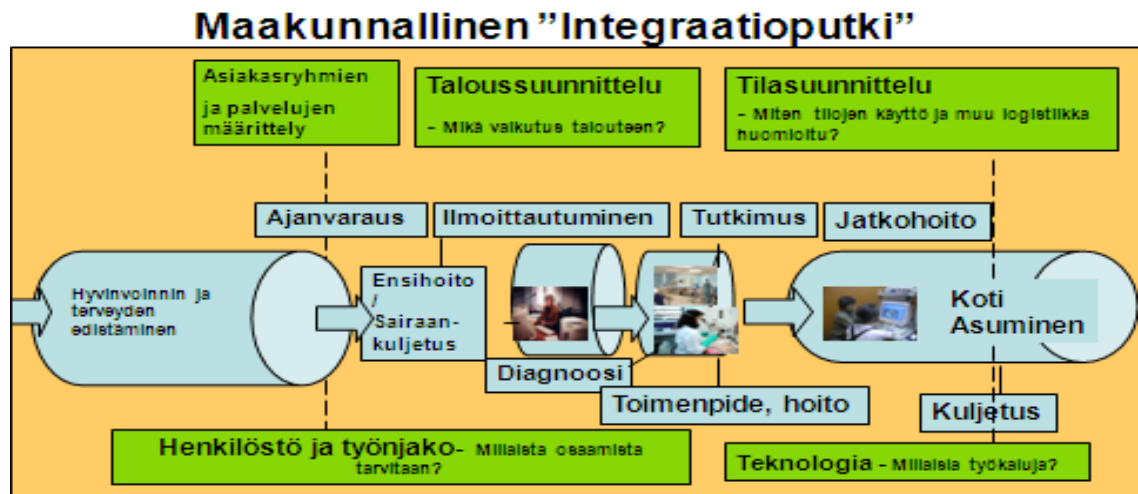 Maakunnallinen ”Integraatioputki”
Asiakasryhmien
ja palvelujen
määrittely
Taloussuunnittelu
- Mikä vaikutus talouteen?
Tilasuunnittelu
- Miten tilojen käyttö ja muu logistiikka
huomioitu?
Ajanvaraus
Ilmoittautuminen
Tutkimus
Jatkohoito
Hyvinvoinnin ja
terveyden
edistäminen
Ensihoito
/
Sairaan-
kuljetus
Koti
Asuminen
Diagnoosi
Toimenpide, hoito
Kuljetus
Henkilöstö ja työnjako- Millaista osaamista
tarvitaan?
Teknologia - Millaisia työkaluja?